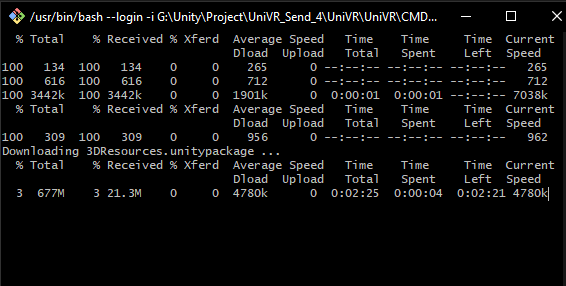 /usr/bin/bash --login -i G:\Unity\Project\UniVR_Send_4\UniVR\UniVR\CMD...
% Total % Received % Xferd Average Speed Time Time Time Current
Dload Upload Total Spent Left Speed
100 134 100 134 0 0 265 0 --:--:-- --:--:-- --:--:-- 265
100 616 100 616 0 0 712 0 --:--:-- --:--:-- --:--:-- 712
100 3442k 100 3442k 0 0 1901k 0 0:00:01 0:00:01 --:--:-- 7038k
% Total % Received % Xferd Average Speed Time Time Time Current
Dload Upload Total Spent Left Speed
100 309 100 309 0 0 956 0 --:--:-- --:--:-- --:--:-- 962
Downloading 3DResources.unitypackage ...
% Total % Received % Xferd Average Speed Time Time Time Current
Dload Upload Total Spent Left Speed
3 677M 3 21.3M 0 0 4780k 0 0:02:25 0:00:04 0:02:21 4780k